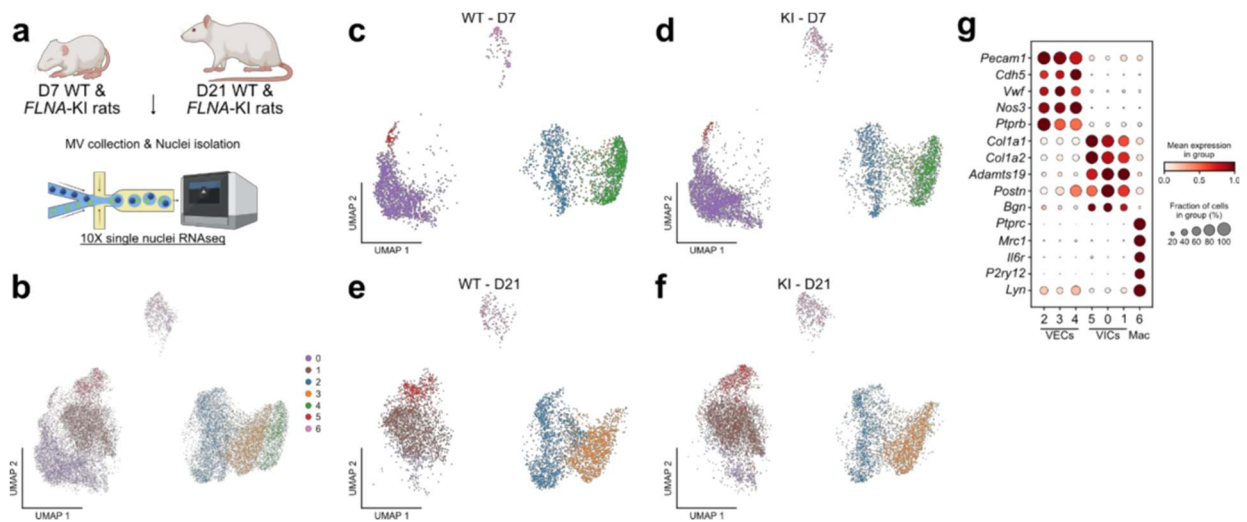 a
D7 WT &
FLNA-KI rats
D21 WT &
FLNA-KI rats
MV collection & Nuclei isolation
10X single nuclei RNAseq
b
UMAP 2
UMAP 1
0
1
2
3
4
5
6
c
WT - D7
UMAP 2
UMAP 1
d
KI - D7
UMAP 2
UMAP 1
e
WT - D21
UMAP 2
UMAP 1
f
KI - D21
UMAP 2
UMAP 1
g
Pecam1
Cdh5
Vwf
Nos3
Ptprb
Col1a1
Col1a2
Adamts19
Postn
Bgn
Ptprc
Mrc1
Il6r
P2ry12
Lyn
2 3 4 5 0 1 6
VECs VICs Mac
Mean expression
in group
0.0 0.5 1.0
Fraction of cells
in group (%)
20 40 60 80 100